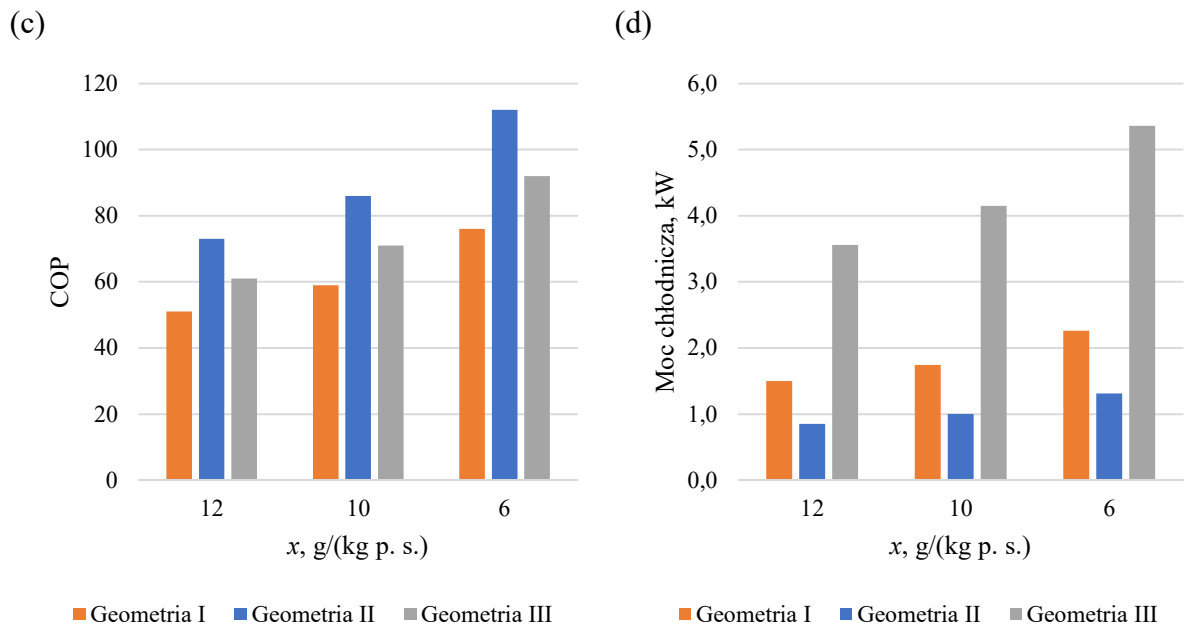 (c)
COP
120
100
80
60
40
20
0
12 10 6
x, g/(kg p. s.)
Geometria I Geometria II Geometria III
(d)
Moc chłodnicza, kW
6,0
5,0
4,0
3,0
2,0
1,0
0,0
12 10 6
x, g/(kg p. s.)
Geometria I Geometria II Geometria III